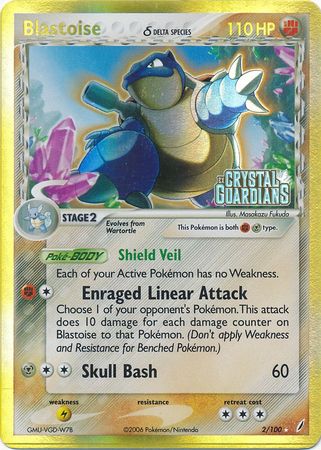 Blastoise δ DELTA SPECIES 110 HP
EX
CRYSTAL
GUARDIANS
Illus. Masakazu Fukuda
STAGE 2
Evolves from
Wartortle
This Pokémon is both type.
Poké-BODY Shield Veil
Each of your Active Pokémon has no Weakness.
Enraged Linear Attack
Choose 1 of your opponent's Pokémon. This attack
does 10 damage for each damage counter on
Blastoise to that Pokémon. (Don't apply Weakness
and Resistance for Benched Pokémon.)
Skull Bash 60
weakness resistance retreat cost
GMU-VGD-W7B ©2006 Pokémon/Nintendo 2/100